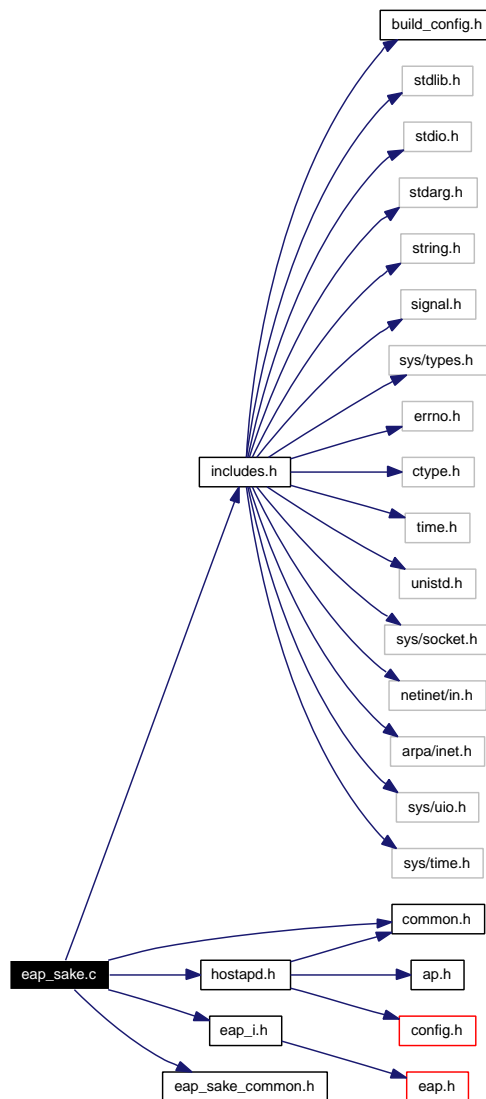 build_config.h
stdlib.h
stdio.h
stdarg.h
string.h
signal.h
sys/types.h
errno.h
includes.h
ctype.h
time.h
unistd.h
sys/socket.h
netinet/in.h
arpa/inet.h
sys/uio.h
sys/time.h
common.h
eap_sake.c
hostapd.h
ap.h
eap_i.h
config.h
eap_sake_common.h
eap.h